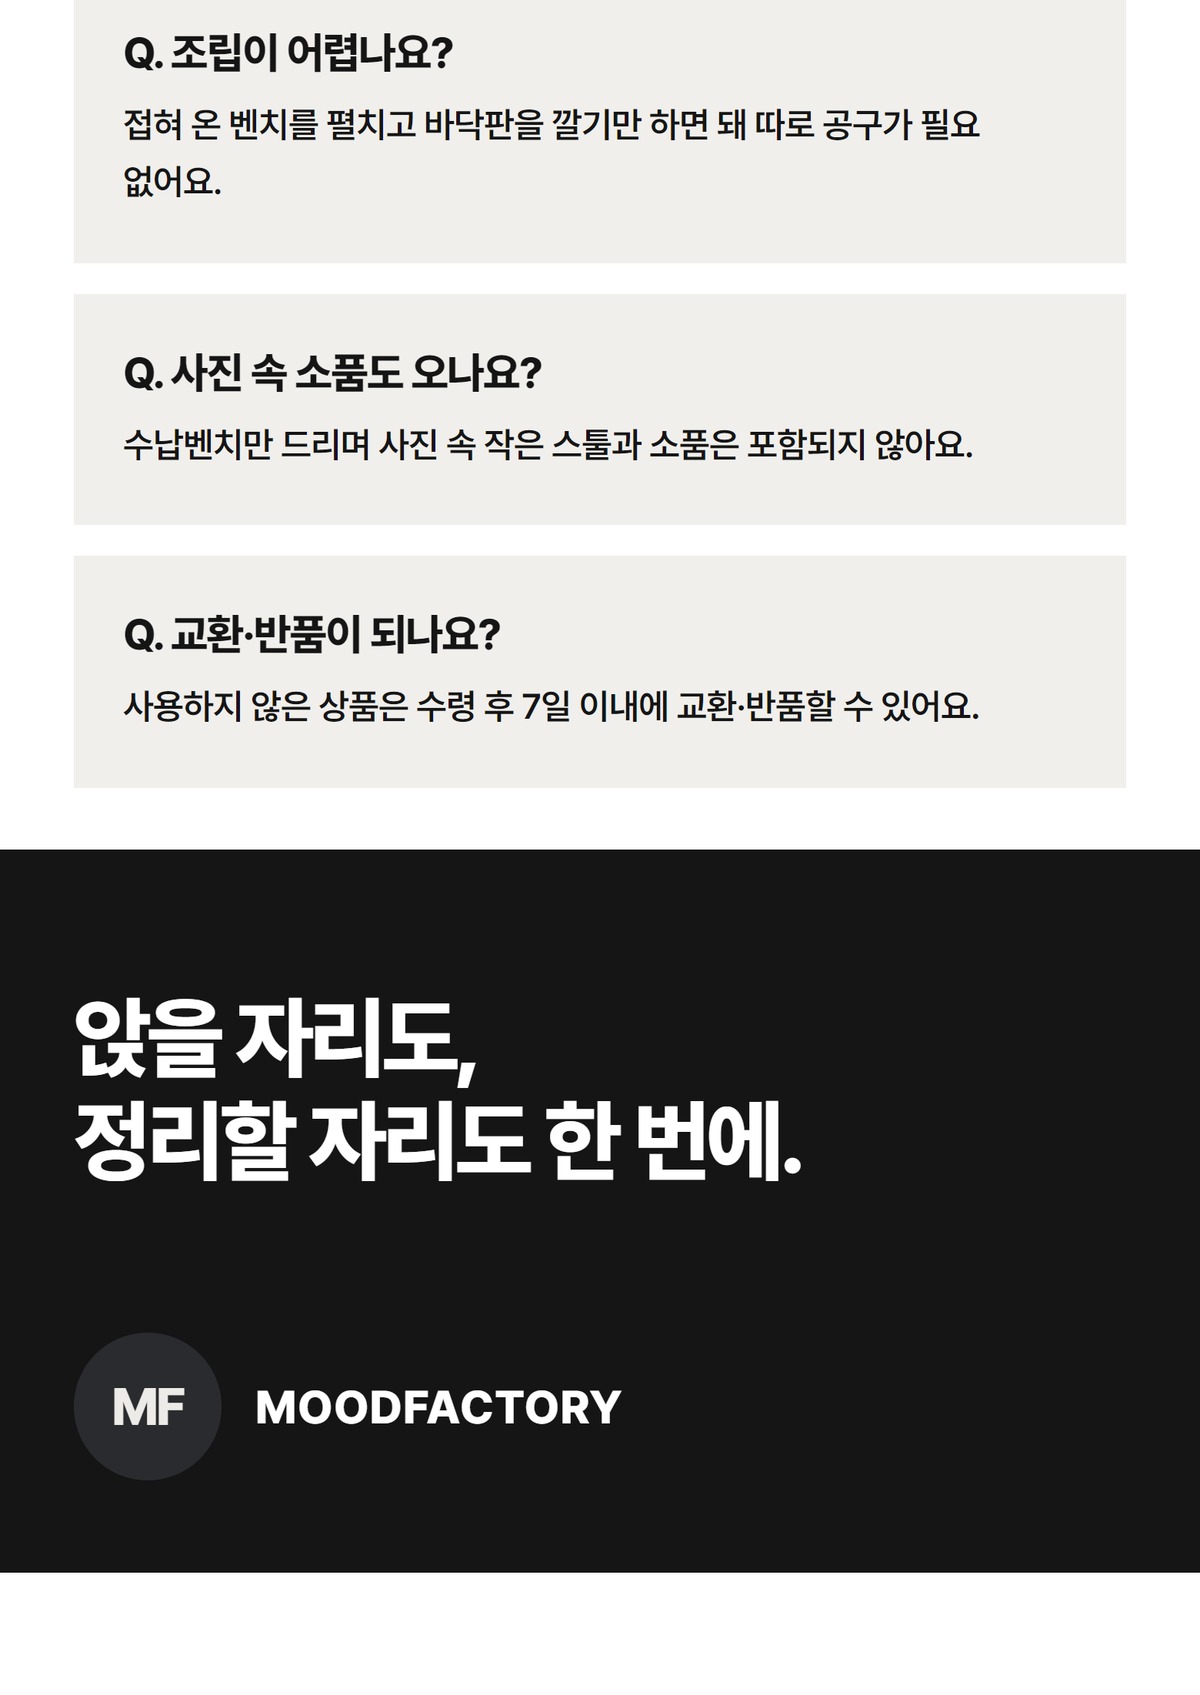 Q. 조립이 어렵나요?
접혀 온 벤치를 펼치고 바닥판을 깔기만 하면 돼 따로 공구가 필요
없어요.
Q. 사진 속 소품도 오나요?
수납벤치만 드리며 사진 속 작은 스툴과 소품은 포함되지 않아요.
Q. 교환·반품이 되나요?
사용하지 않은 상품은 수령 후 7일 이내에 교환·반품할 수 있어요.
앉을 자리도,
정리할 자리도 한 번에.
MF
MOODFACTORY